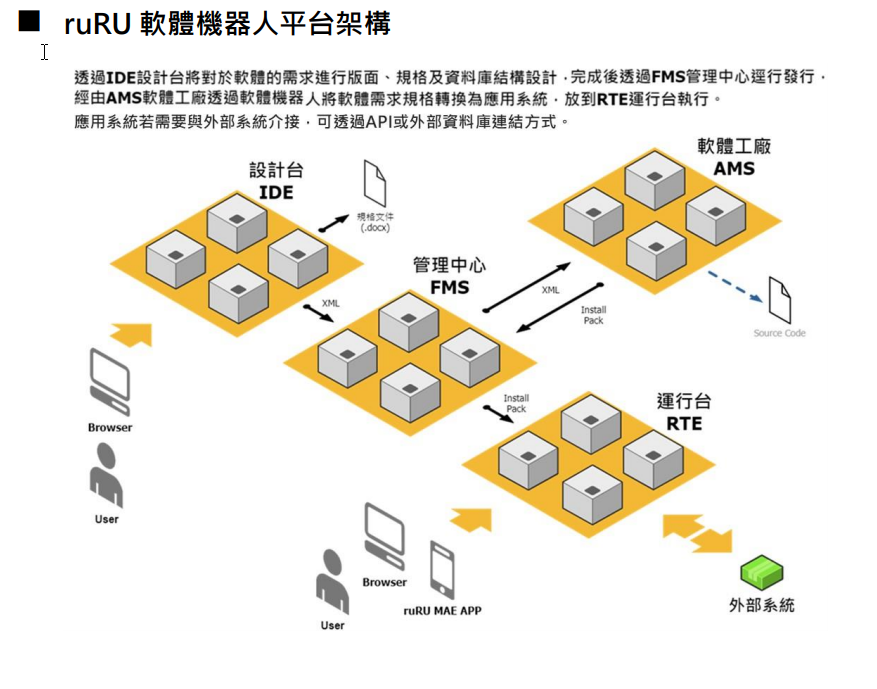 ruRU 軟體機器人平台架構
透過IDE設計台將對於軟體的需求進行版面、規格及資料庫結構設計，完成後透過FMS管理中心逕行發行，
經由AMS軟體工廠透過軟體機器人將軟體需求規格轉換為應用系統，放到RTE運行台執行。
應用系統若需要與外部系統介接，可透過API或外部資料庫連結方式。
軟體工廠
AMS
設計台
IDE
規格文件
(.docx)
管理中心
FMS
XML
XML
Install
Pack
Source Code
Install
Pack
運行台
RTE
Browser
User
Browser
ruRU MAE APP
User
外部系統